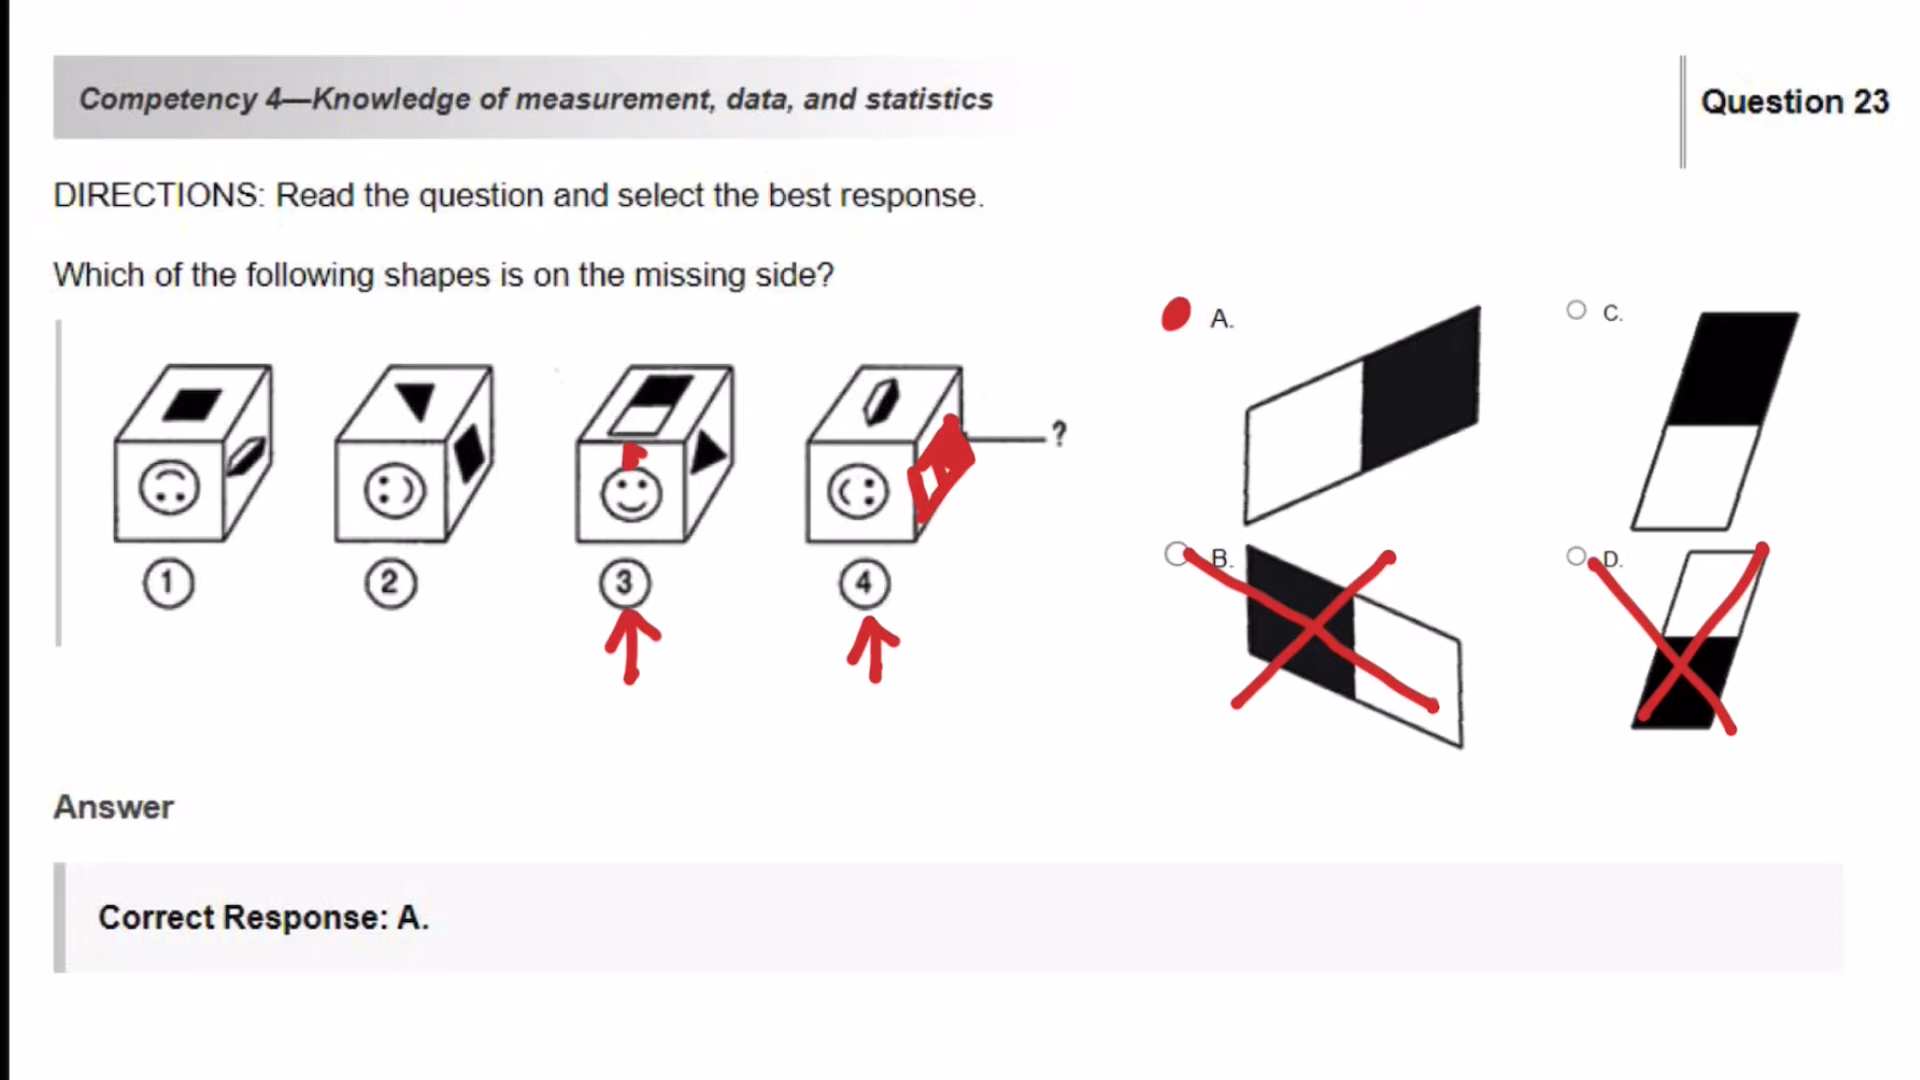 Competency 4—Knowledge of measurement, data, and statistics
Question 23
DIRECTIONS: Read the question and select the best response.
Which of the following shapes is on the missing side?
?
1 2 3 4
A.
B.
C.
D.
Answer
Correct Response: A.